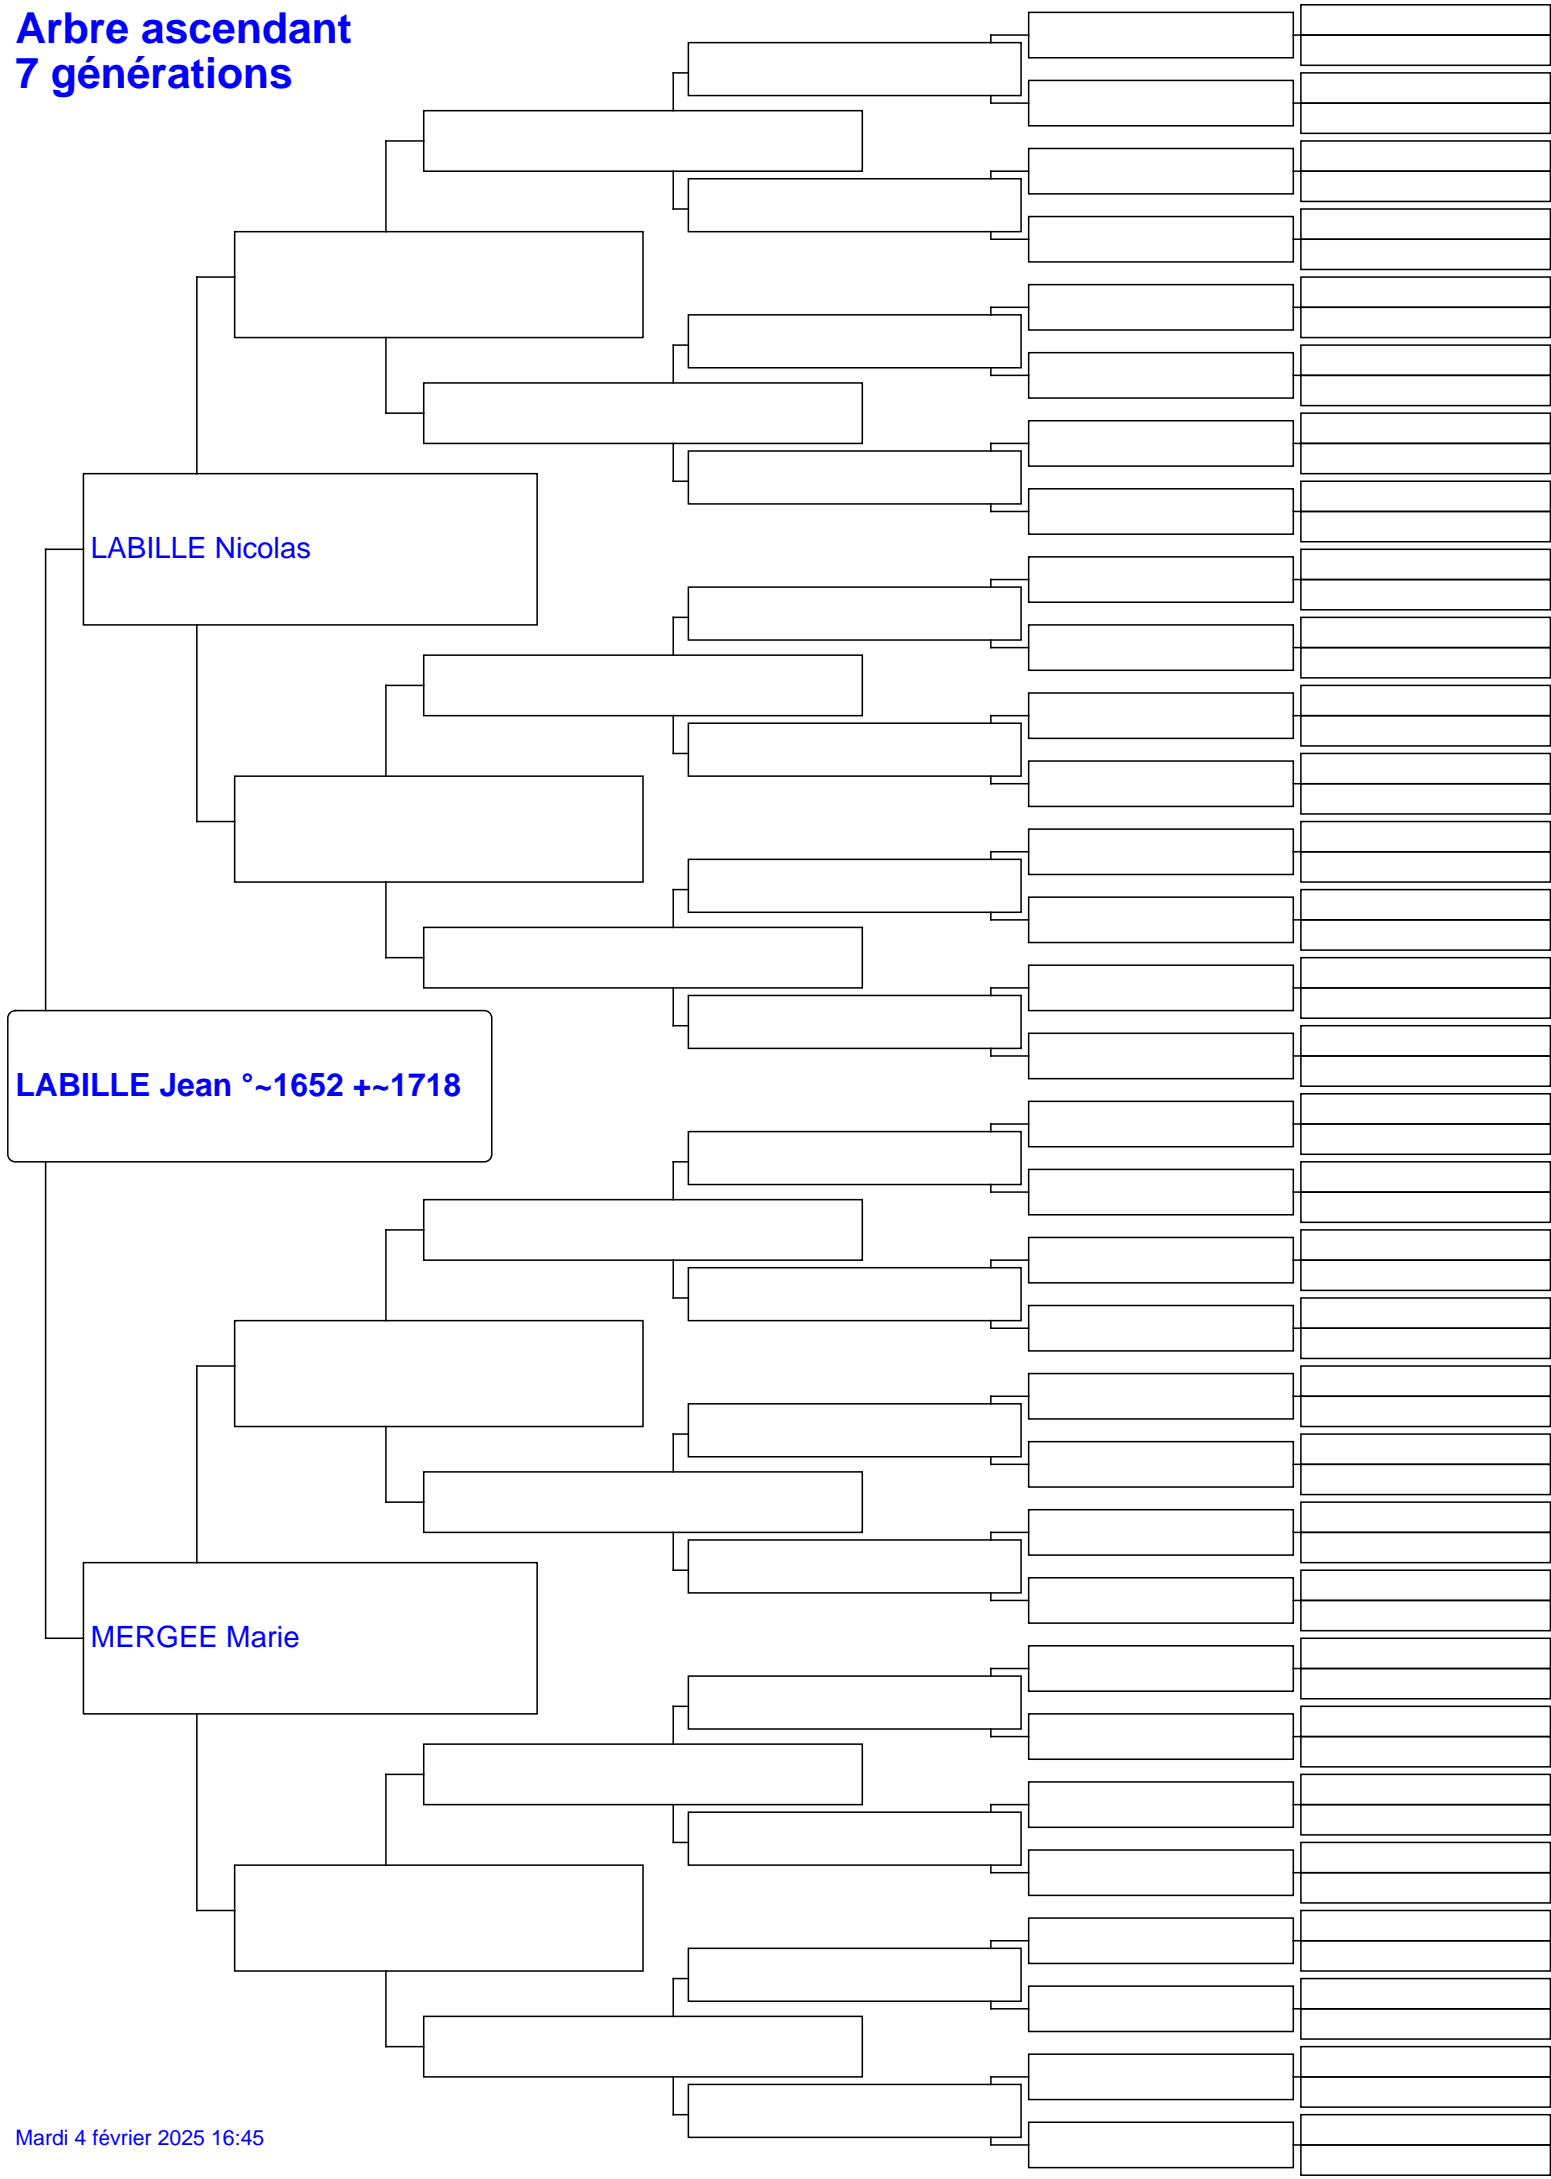 Arbre ascendant
7 générations
LABILLE Nicolas
LABILLE Jean °~1652 +~1718
MERGEE Marie
Mardi 4 février 2025 16:45